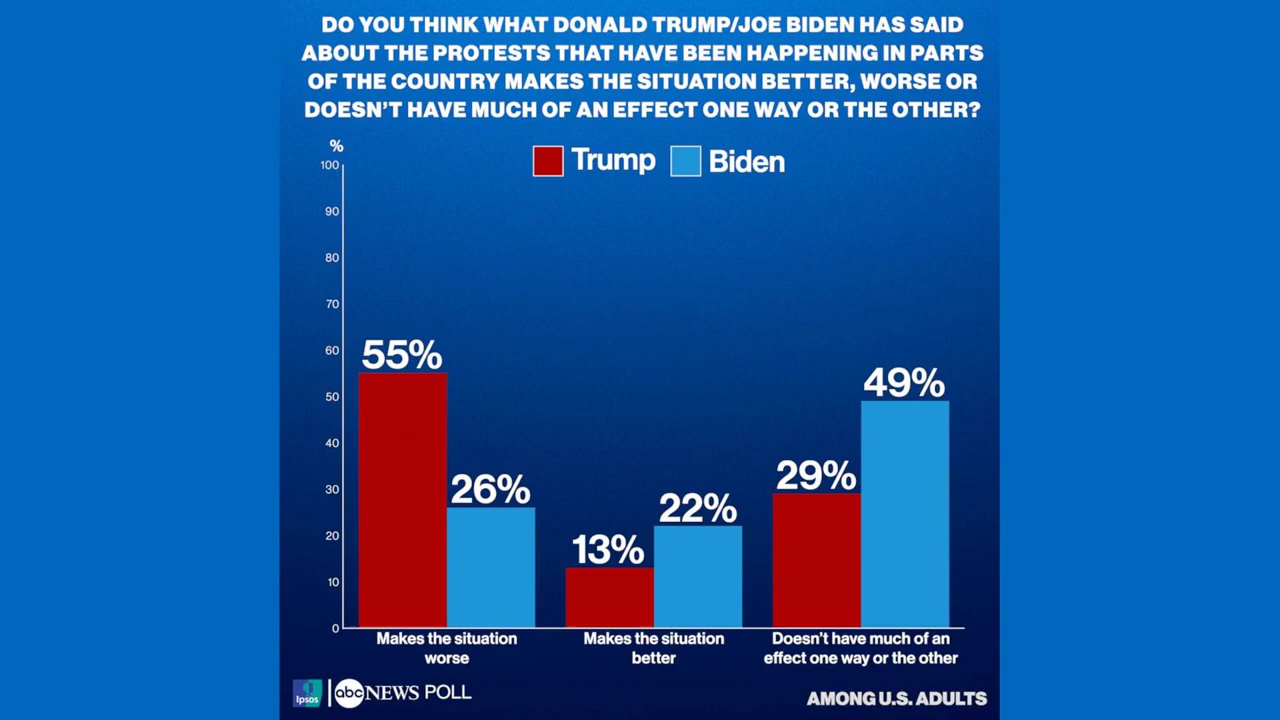 DO YOU THINK WHAT DONALD TRUMP/JOE BIDEN HAS SAID
ABOUT THE PROTESTS THAT HAVE BEEN HAPPENING IN PARTS
OF THE COUNTRY MAKES THE SITUATION BETTER, WORSE OR
DOESN'T HAVE MUCH OF AN EFFECT ONE WAY OR THE OTHER?
%
Trump
Biden
100
90
80
70
60
50
40
30
20
10
0
55%
26%
13%
22%
29%
49%
Makes the situation
worse
Makes the situation
better
Doesn't have much of an
effect one way or the other
Ipsos
abc NEWS POLL
AMONG U.S. ADULTS